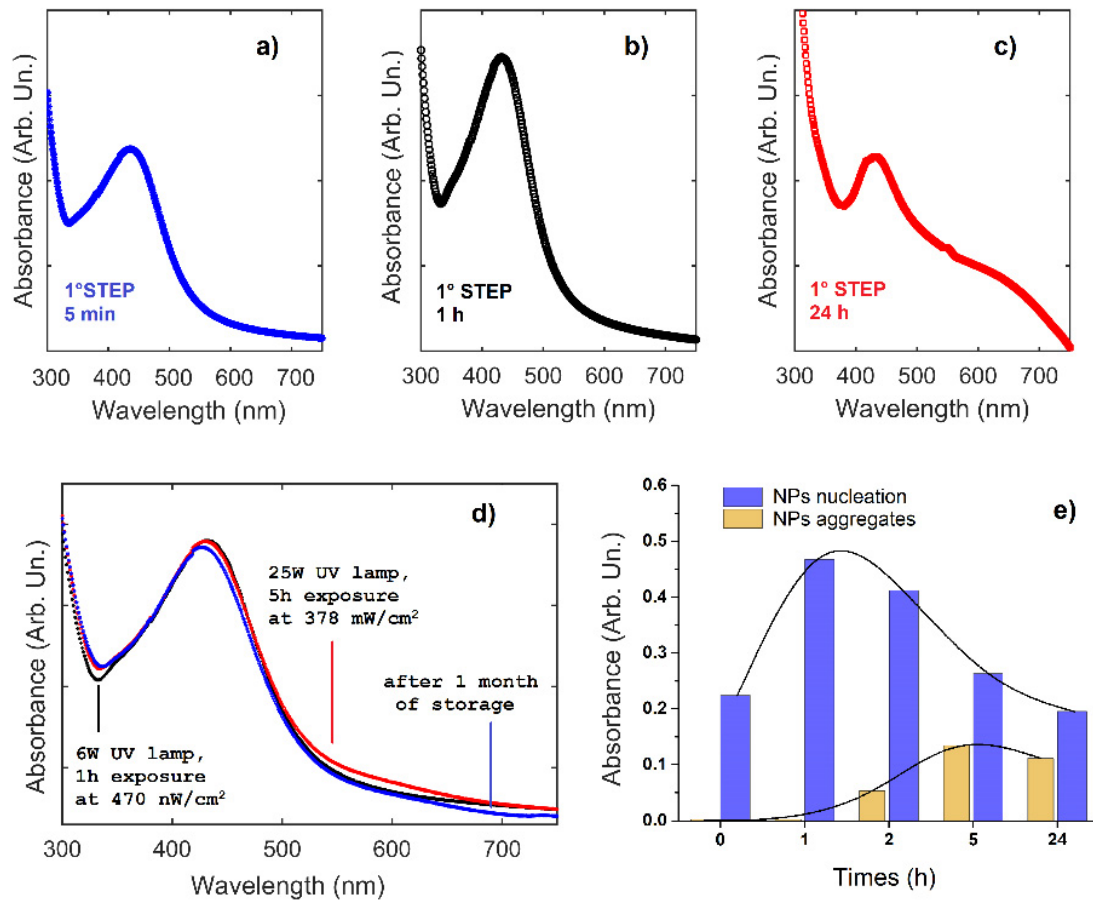 a)
Absorbance (Arb. Un.)
1°STEP
5 min
300 400 500 600 700
Wavelength (nm)
b)
Absorbance (Arb. Un.)
1° STEP
1 h
300 400 500 600 700
Wavelength (nm)
c)
Absorbance (Arb. Un.)
1° STEP
24 h
300 400 500 600 700
Wavelength (nm)
d)
Absorbance (Arb. Un.)
25W UV lamp,
5h exposure
at 378 mW/cm²
after 1 month
of storage
6W UV lamp,
1h exposure
at 470 nW/cm²
300 400 500 600 700
Wavelength (nm)
e)
NPs nucleation
NPs aggregates
Absorbance (Arb. Un.)
0.6
0.5
0.4
0.3
0.2
0.1
0.0
0 1 2 5 24
Times (h)